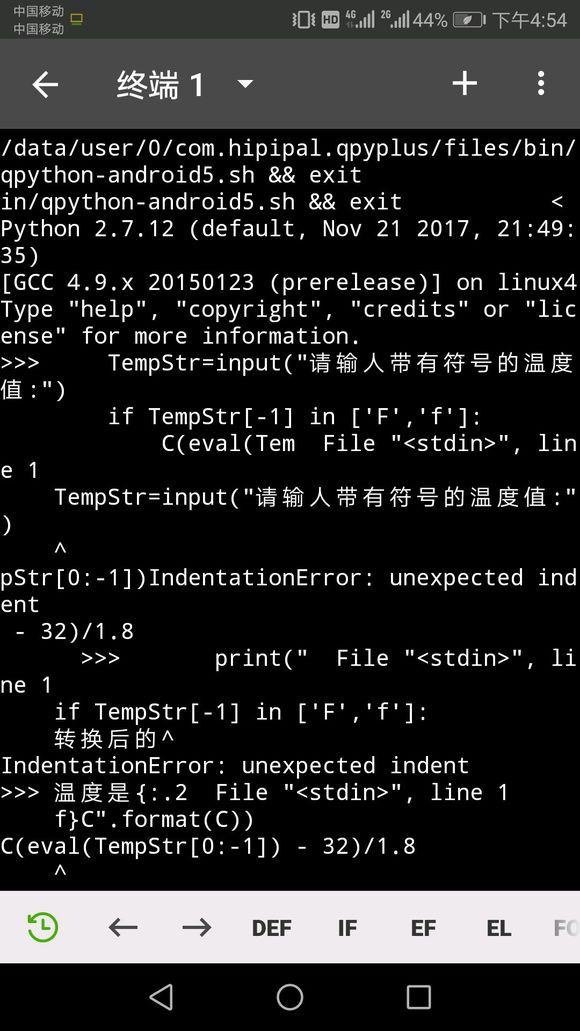 中国移动
中国移动
HD 4G 2G 44% 下午4:54
终端 1
/data/user/0/com.hipipal.qpyplus/files/bin/
qpython-android5.sh && exit
in/qpython-android5.sh && exit <
Python 2.7.12 (default, Nov 21 2017, 21:49:
35)
[GCC 4.9.x 20150123 (prerelease)] on linux4
Type "help", "copyright", "credits" or "lic
ense" for more information.
>>> TempStr=input("请输人带有符号的温度
值:")
if TempStr[-1] in ['F','f']:
C(eval(Tem File "<stdin>", lin
e 1
TempStr=input("请输人带有符号的温度值:"
)
^
pStr[0:-1])IndentationError: unexpected ind
ent
- 32)/1.8
>>> print(" File "<stdin>", li
ne 1
if TempStr[-1] in ['F','f']:
转换后的^
IndentationError: unexpected indent
>>> 温度是{:.2 File "<stdin>", line 1
f}C".format(C))
C(eval(TempStr[0:-1]) - 32)/1.8
^
DEF IF EF EL FO